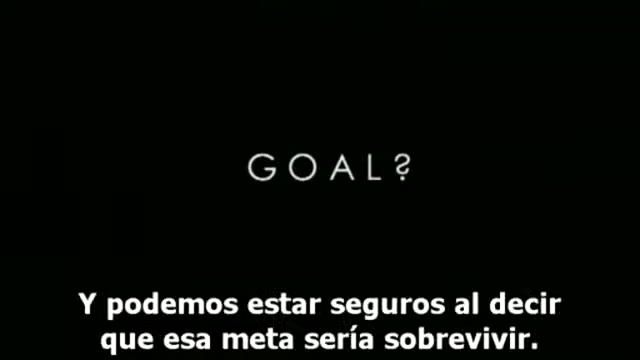 GOAL?
Y podemos estar seguros al decir
que esa meta sería sobrevivir.